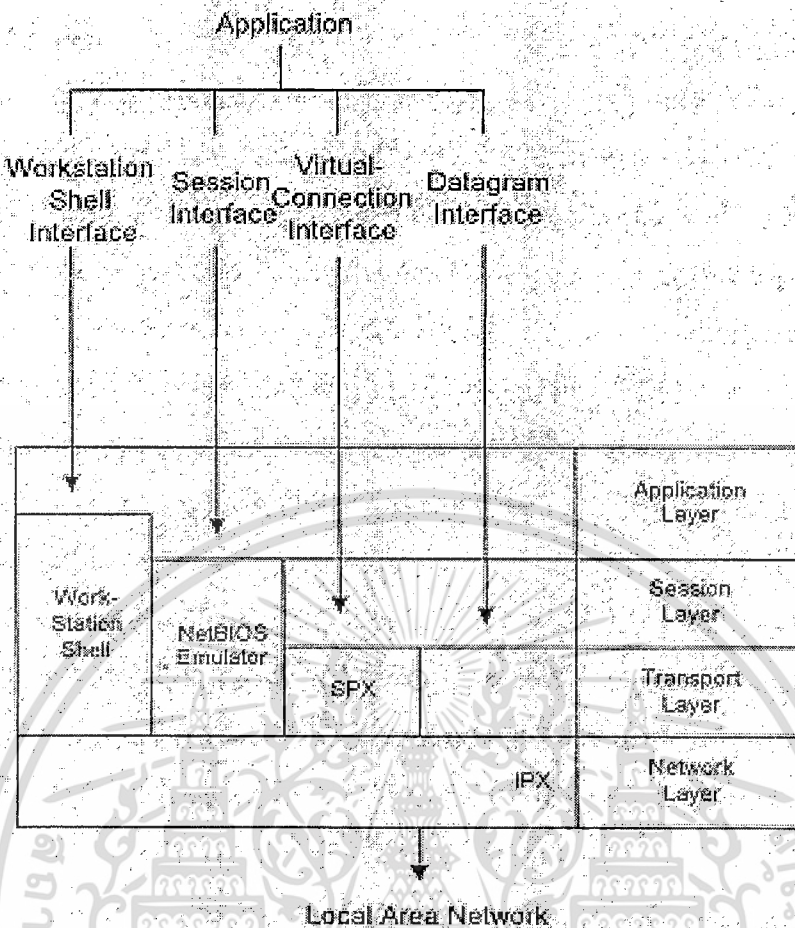 Application
Workstation
Shell
Interface
Session
Interface
Virtual-
Connection
Interface
Datagram
Interface
Application
Layer
Work-
Station
Shell
NetBIOS
Emulator
Session
Layer
SPX
Transport
Layer
IPX
Network
Layer
Local Area Network